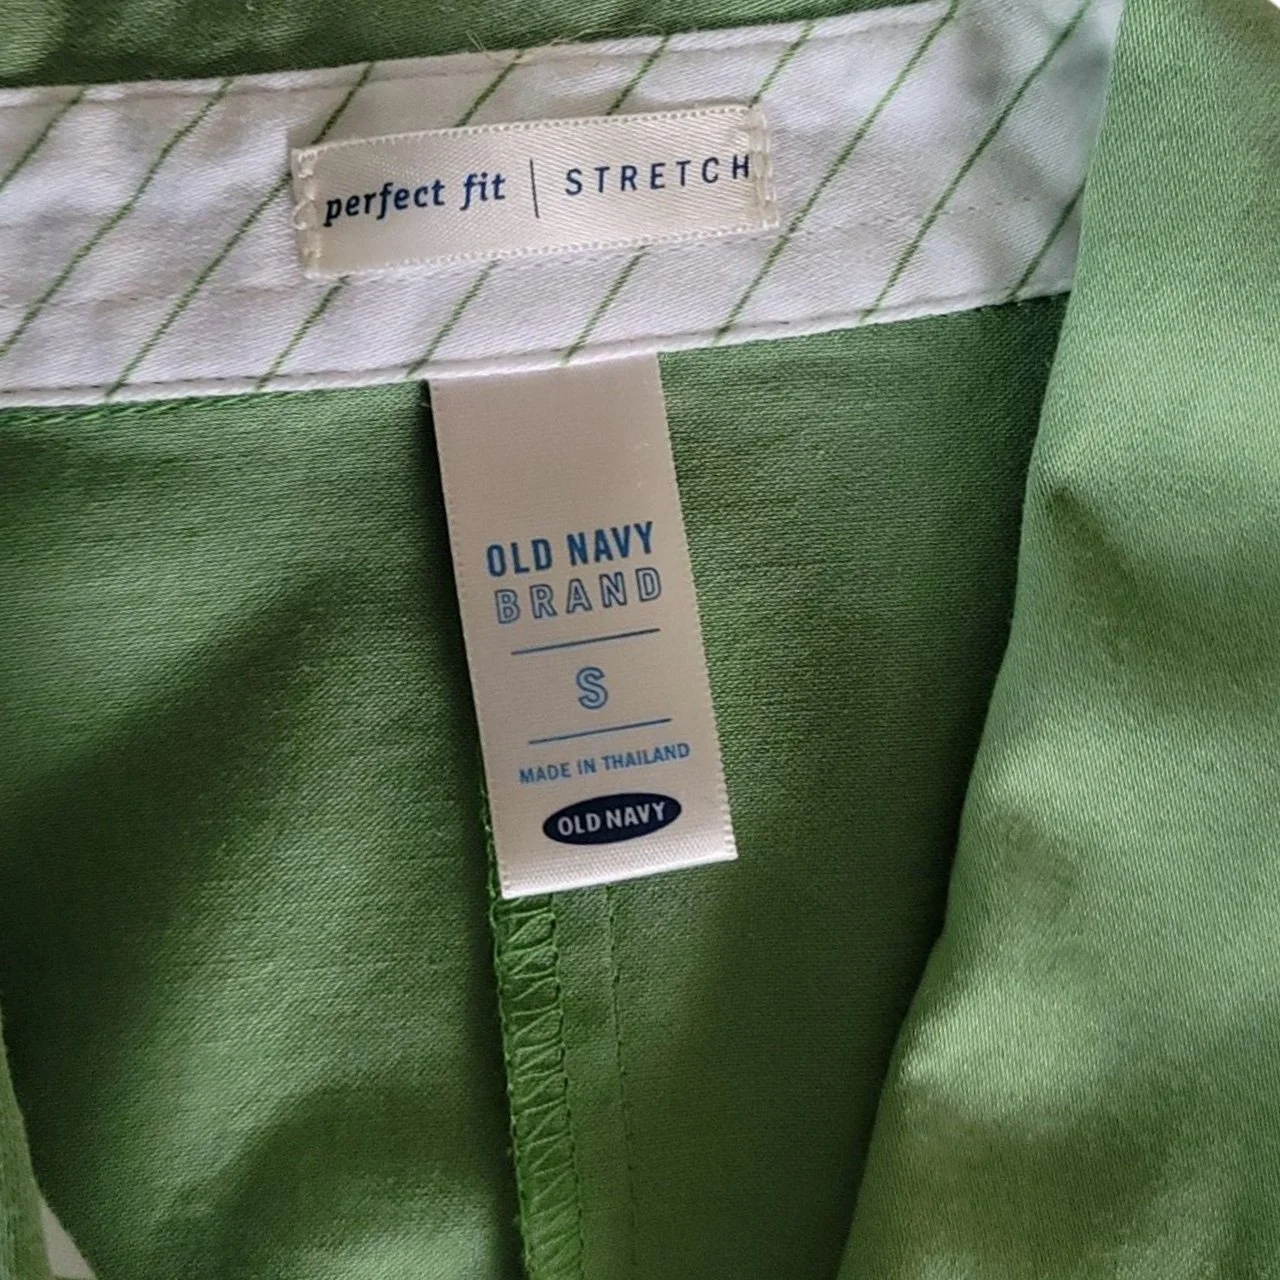 perfect fit | STRETCH
OLD NAVY
BRAND
S
MADE IN THAILAND
OLD NAVY